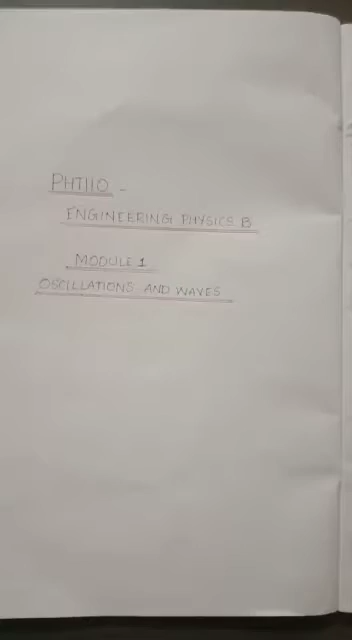 PHT110 -
ENGINEERING PHYSICS B
MODULE 1
OSCILLATIONS AND WAVES